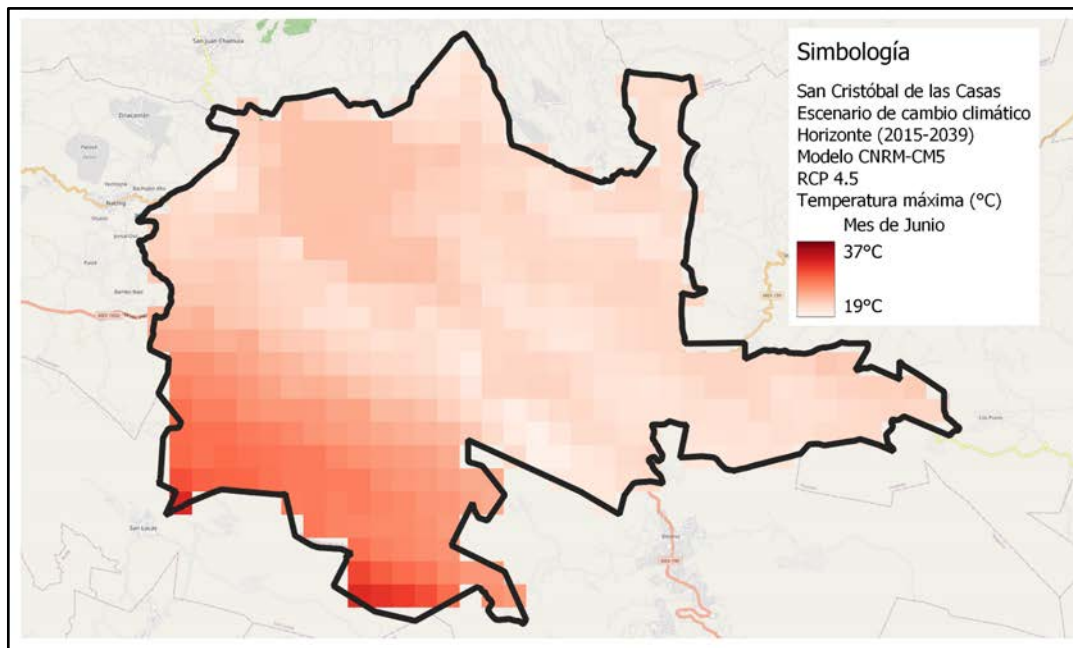 San Juan Chamula
Zinacantán
Nachig
San Lucas
Simbología
San Cristóbal de las Casas
Escenario de cambio climático
Horizonte (2015-2039)
Modelo CNRM-CM5
RCP 4.5
Temperatura máxima (°C)
Mes de Junio
37°C
19°C